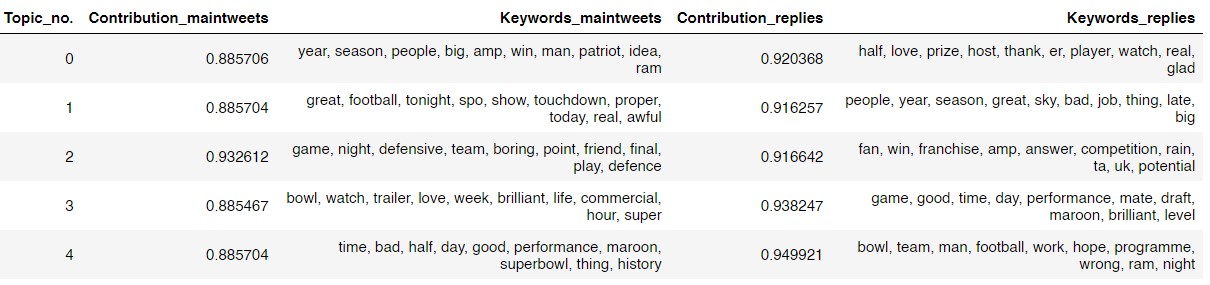 Topic_no. Contribution_maintweets Keywords_maintweets Contribution_replies Keywords_replies
0 0.885706 year, season, people, big, amp, win, man, patriot, idea, ram 0.920368 half, love, prize, host, thank, er, player, watch, real, glad
1 0.885704 great, football, tonight, spo, show, touchdown, proper, today, real, awful 0.916257 people, year, season, great, sky, bad, job, thing, late, big
2 0.932612 game, night, defensive, team, boring, point, friend, final, play, defence 0.916642 fan, win, franchise, amp, answer, competition, rain, ta, uk, potential
3 0.885467 bowl, watch, trailer, love, week, brilliant, life, commercial, hour, super 0.938247 game, good, time, day, performance, mate, draft, maroon, brilliant, level
4 0.885704 time, bad, half, day, good, performance, maroon, superbowl, thing, history 0.949921 bowl, team, man, football, work, hope, programme, wrong, ram, night